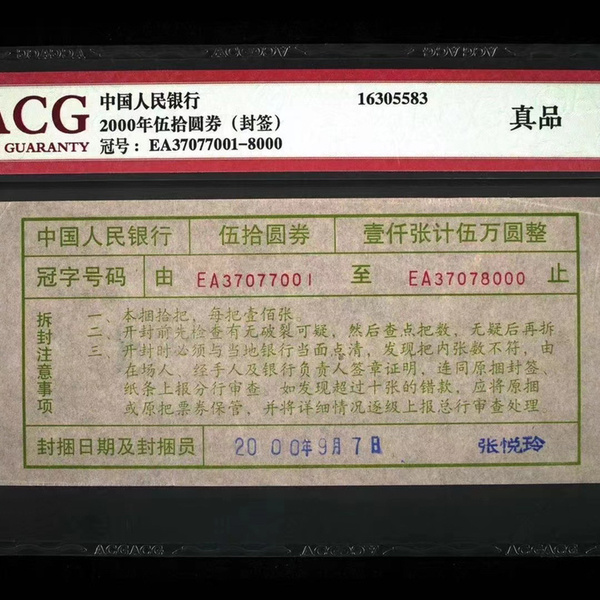 ACG
GUARANTY
中国人民银行
2000年伍拾圆券（封签）
冠号：EA37077001-8000
16305583
真品
中国人民银行 伍拾圆券 壹仟张计伍万圆整
冠字号码 由 EA37077001 至 EA37078000 止
拆封注意事项
一、本捆拾把，每把壹佰张。
二、开封前先检查有无破裂可疑，然后查点把数，无疑后再拆
三、开封时必须与当地银行当面点清，发现把内张数不符，由
在场人、经手人及银行负责人签章证明，连同原捆封签、
纸条上报分行审查。如发现超过十张的错款，应将原捆
或原把票券保管，并将详细情况逐级上报总行审查处理。
封捆日期及封捆员 2000年9月7日 张悦玲
ACGACG
ACGACG
ACGACG